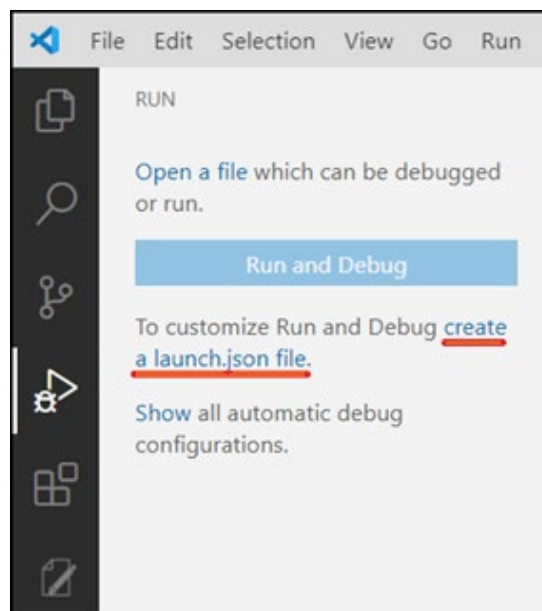 File Edit Selection View Go Run
RUN
Open a file which can be debugged
or run.
Run and Debug
To customize Run and Debug create
a launch.json file.
Show all automatic debug
configurations.